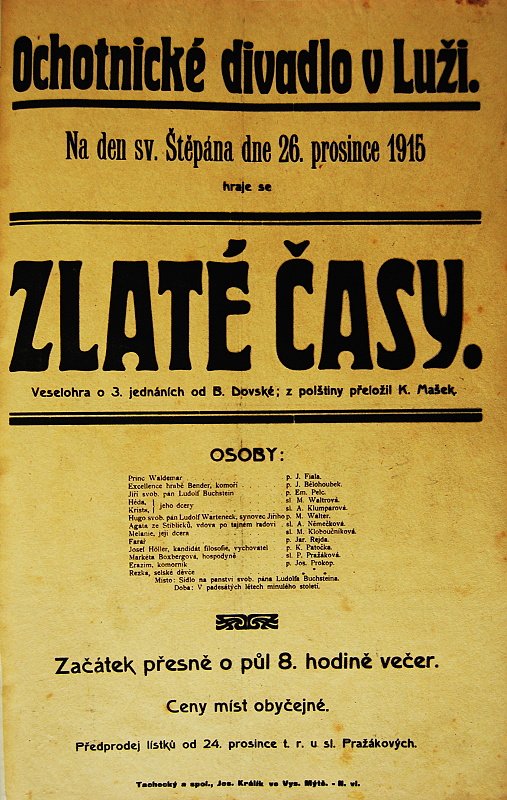 Ochotnické divadlo v Luži.
Na den sv. Štěpána dne 26. prosince 1915
hraje se
ZLATÉ ČASY.
Veselohra o 3. jednáních od B. Dovské; z polštiny přeložil K. Mašek.
OSOBY:
Princ Waldemar . . . p. J. Fiala.
Excellence hrabě Bender, komoří . . . p. J. Bělohoubek.
Jiří svob. pán Ludolf Buchstein . . . p. Em. Pelc.
Héda, } jeho dcery . . . sl. M. Waltrová.
Krista, } . . . sl. A. Klumparová.
Hugo svob. pán Ludolf Warteneck, synovec Jiřího p. M. Walter.
Agáta ze Stiblicků, vdova po tajném radovi . sl. A. Němečková.
Melanie, její dcera . . . sl. M. Kloboučníková.
Farář . . . p. Jar. Rejda.
Josef Höller, kandidát filosofie, vychovatel . p. K. Patočka.
Markéta Boxbergová, hospodyně . . . sl. P. Pražáková.
Erazim, komorník . . . p. Jos. Prokop.
Rezka, selské děvče . . . " " "
Místo: Sídlo na panství svob. pána Ludolfa Buchsteina.
Doba: V padesátých létech minulého století.
Začátek přesně o půl 8. hodině večer.
Ceny míst obyčejné.
Předprodej lístků od 24. prosince t. r. u sl. Pražákových.
Tachecký a spol., Jos. Králík ve Vys. Mýtě. - N. vl.